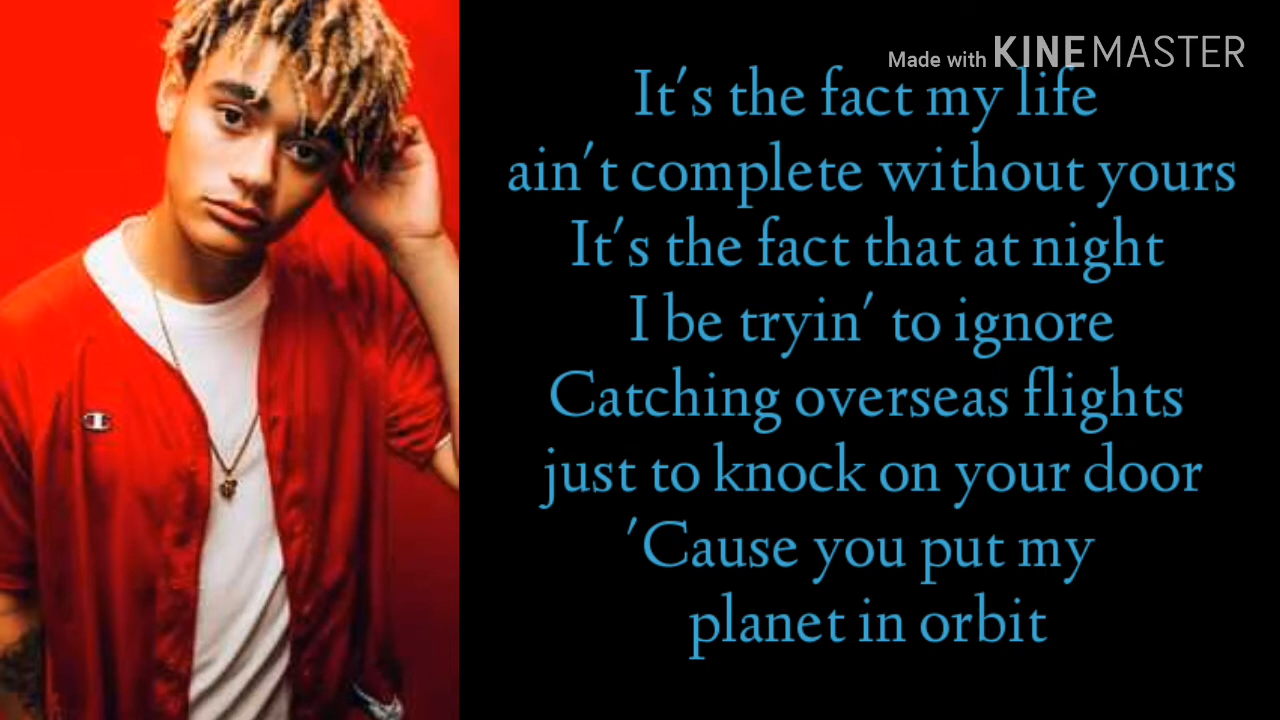 Made with KINEMASTER
It's the fact my life
ain't complete without yours
It's the fact that at night
I be tryin' to ignore
Catching overseas flights
just to knock on your door
'Cause you put my
planet in orbit